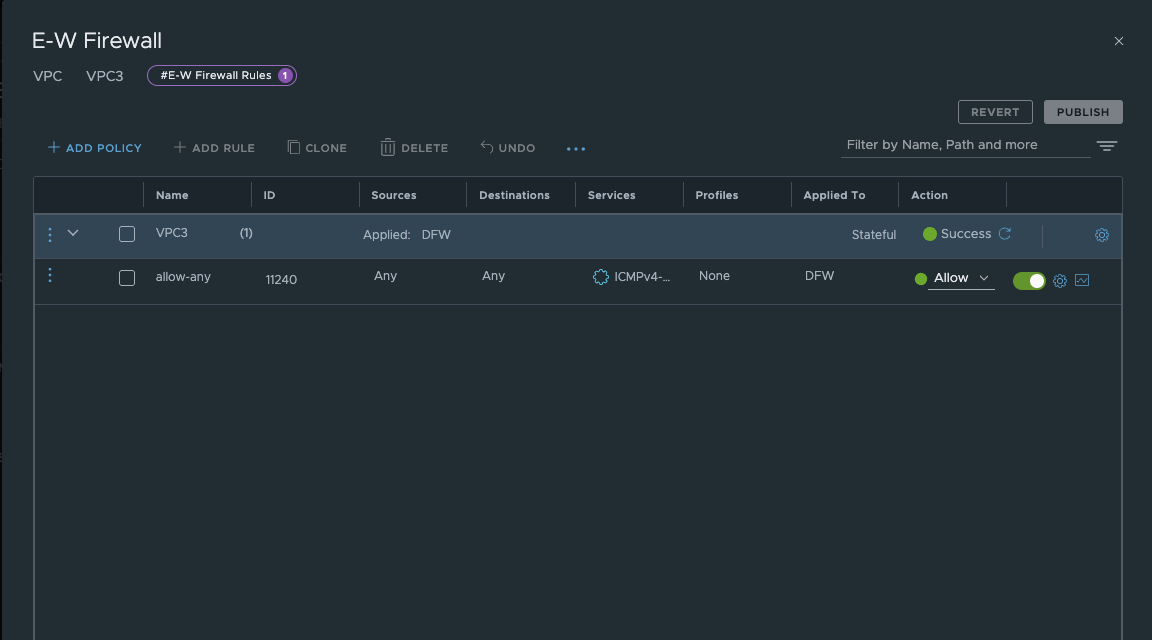 E-W Firewall
VPC VPC3 #E-W Firewall Rules 1
REVERT PUBLISH
ADD POLICY ADD RULE CLONE DELETE UNDO Filter by Name, Path and more
Name ID Sources Destinations Services Profiles Applied To Action
VPC3 (1) Applied: DFW Stateful Success
allow-any 11240 Any Any ICMPv4-... None DFW Allow